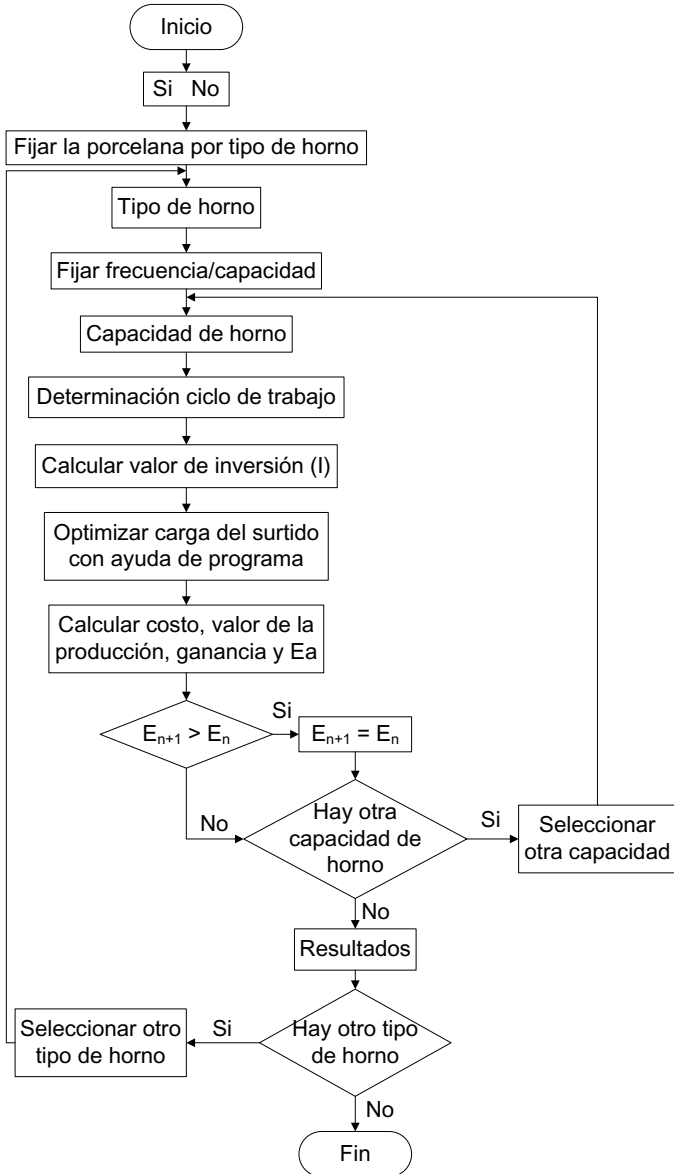 Inicio
Si No
Fijar la porcelana por tipo de horno
Tipo de horno
Fijar frecuencia/capacidad
Capacidad de horno
Determinación ciclo de trabajo
Calcular valor de inversión (I)
Optimizar carga del surtido
con ayuda de programa
Calcular costo, valor de la
producción, ganancia y Ea
Si
Eₙ₊₁ > Eₙ
Eₙ₊₁ = Eₙ
No
Hay otra
capacidad de
horno
Si
Seleccionar
otra capacidad
No
Resultados
Seleccionar otro
tipo de horno
Si
Hay otro tipo
de horno
No
Fin